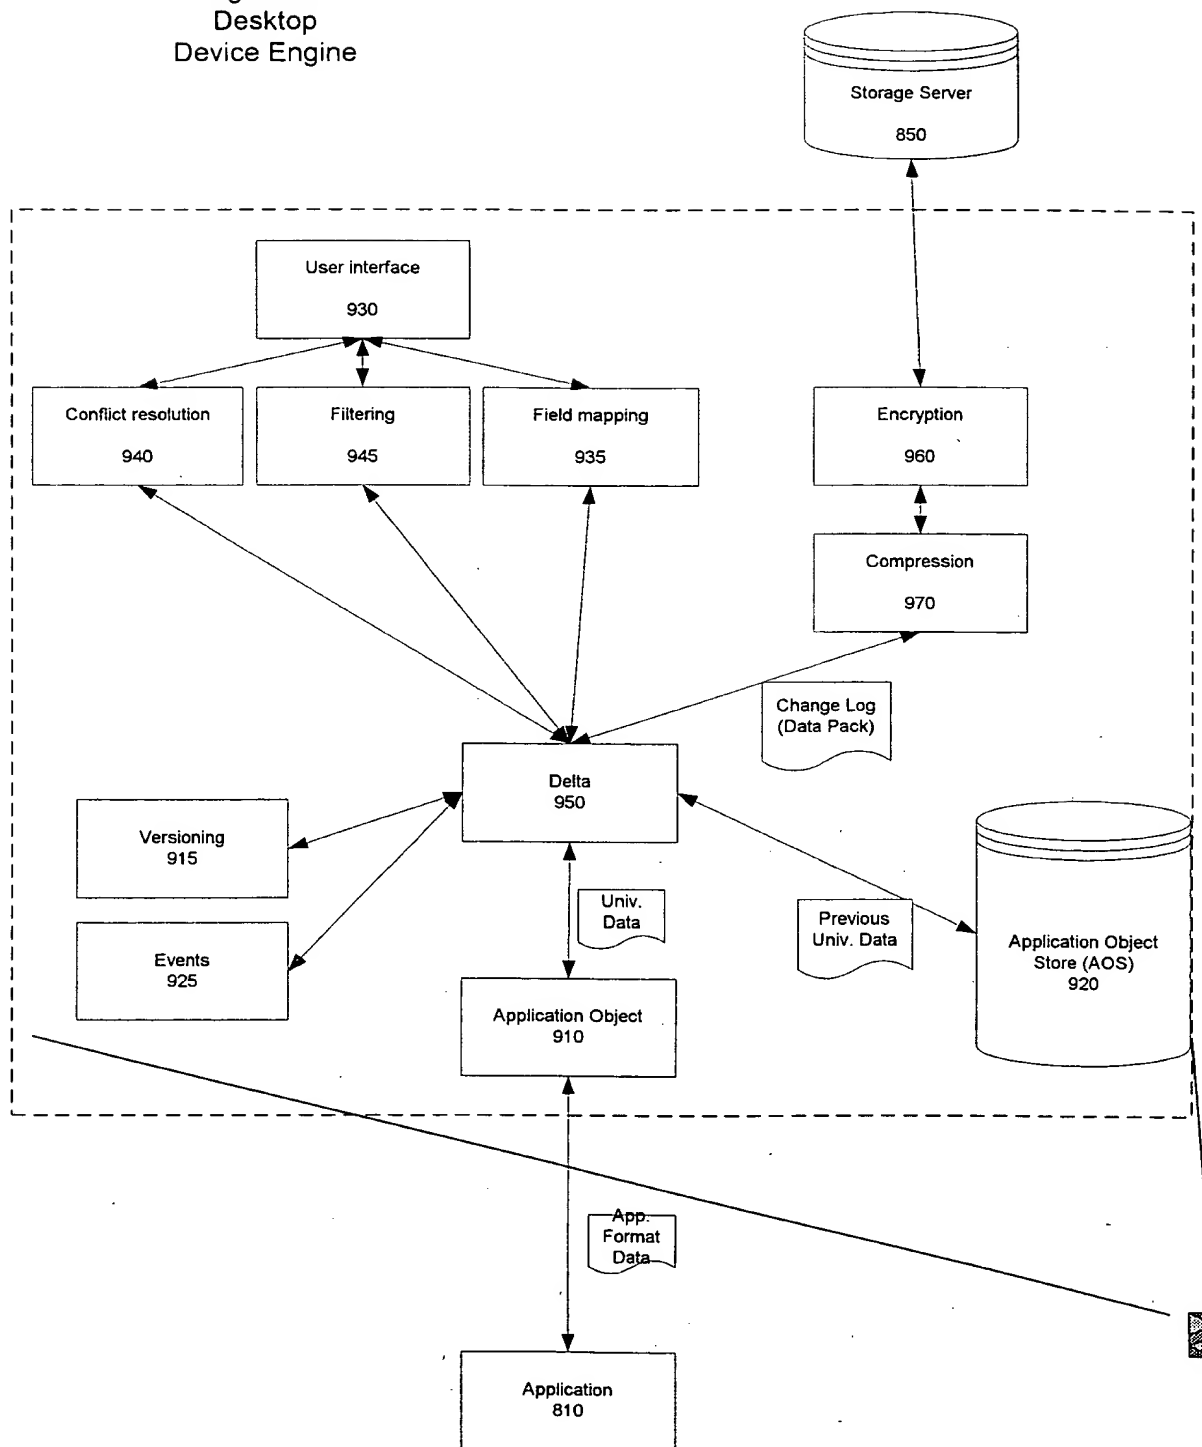 Desktop
Device Engine
Storage Server
850
User interface
930
Conflict resolution
940
Filtering
945
Field mapping
935
Encryption
960
Compression
970
Change Log
(Data Pack)
Delta
950
Versioning
915
Events
925
Univ.
Data
Previous
Univ. Data
Application Object
Store (AOS)
920
Application Object
910
App.
Format
Data
Application
810